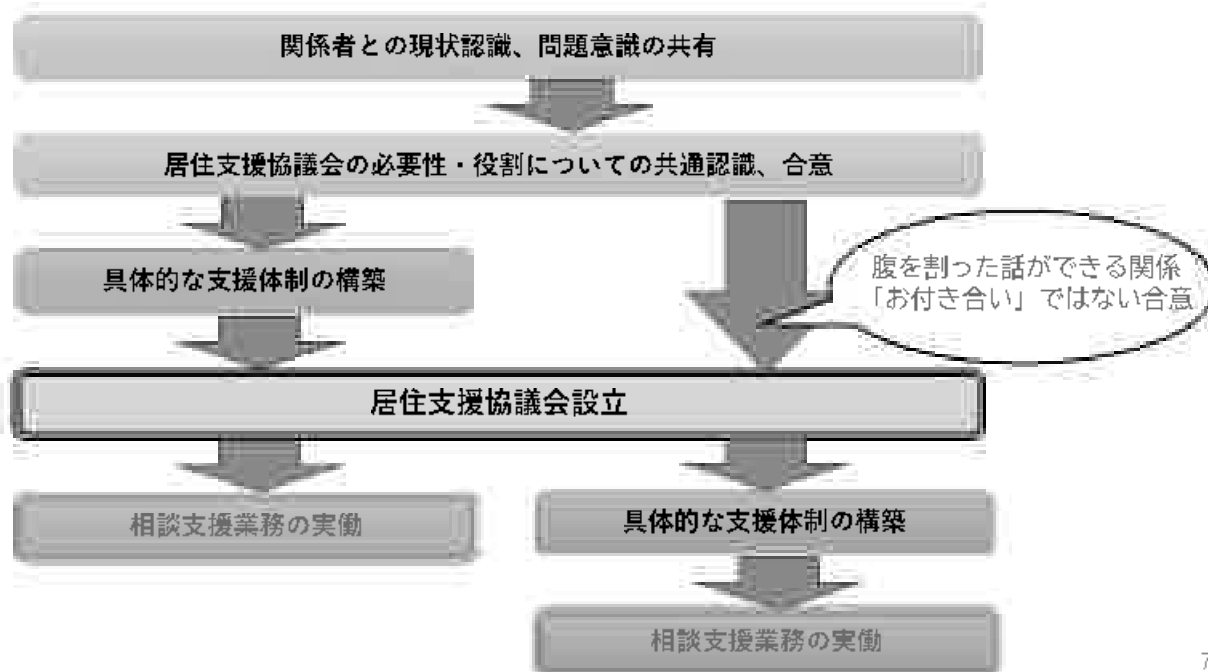 関係者との現状認識、問題意識の共有
居住支援協議会の必要性・役割についての共通認識、合意
具体的な支援体制の構築
腹を割った話ができる関係
「お付き合い」ではない合意
居住支援協議会設立
相談支援業務の実働
具体的な支援体制の構築
相談支援業務の実働
7